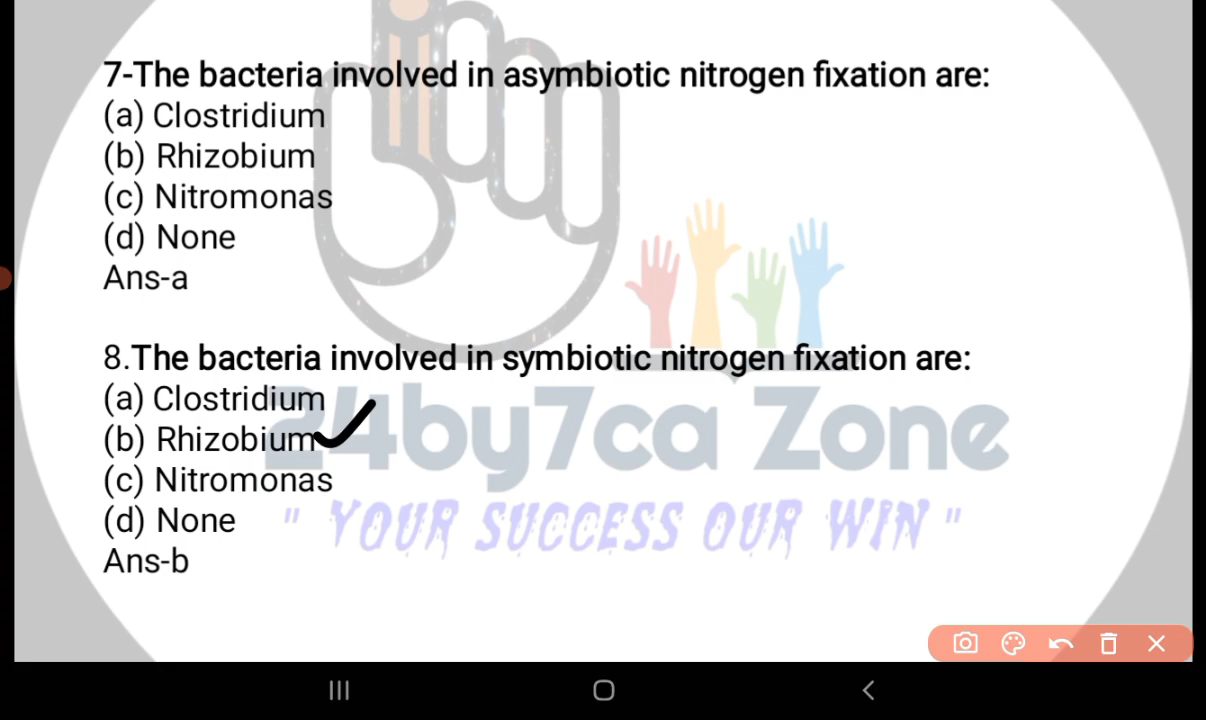 7-The bacteria involved in asymbiotic nitrogen fixation are:
(a) Clostridium
(b) Rhizobium
(c) Nitromonas
(d) None
Ans-a
8.The bacteria involved in symbiotic nitrogen fixation are:
(a) Clostridium
(b) Rhizobium
(c) Nitromonas
(d) None
Ans-b
24by7ca Zone
" YOUR SUCCESS OUR WIN "